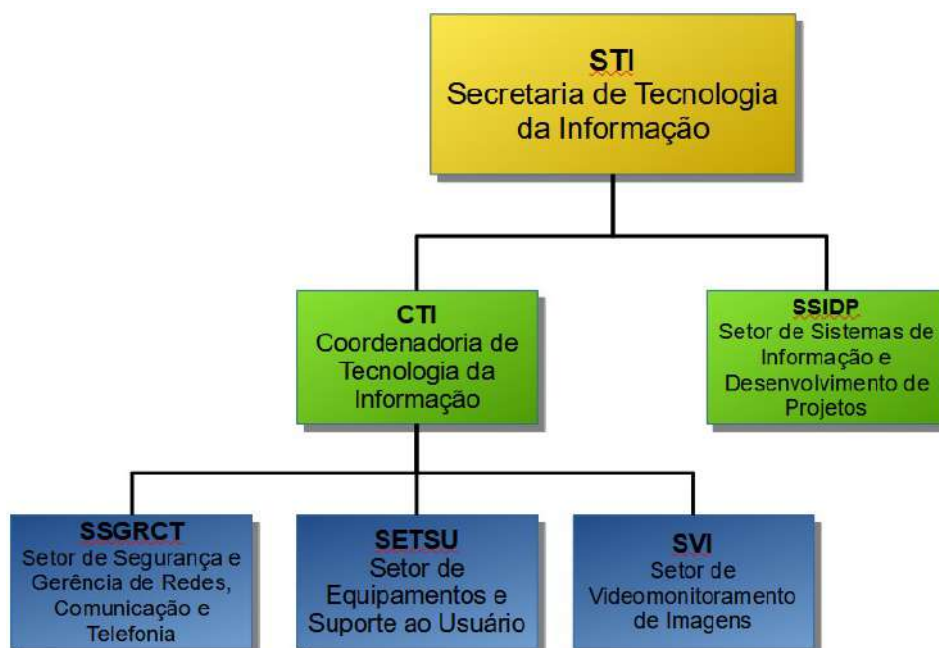 STI
Secretaria de Tecnologia
da Informação
CTI
Coordenadoria de
Tecnologia da
Informação
SSIDP
Setor de Sistemas de
Informação e
Desenvolvimento de
Projetos
SSGRCT
Setor de Segurança e
Gerência de Redes,
Comunicação e
Telefonia
SETSU
Setor de
Equipamentos e
Suporte ao Usuário
SVI
Setor de
Videomonitoramento
de Imagens